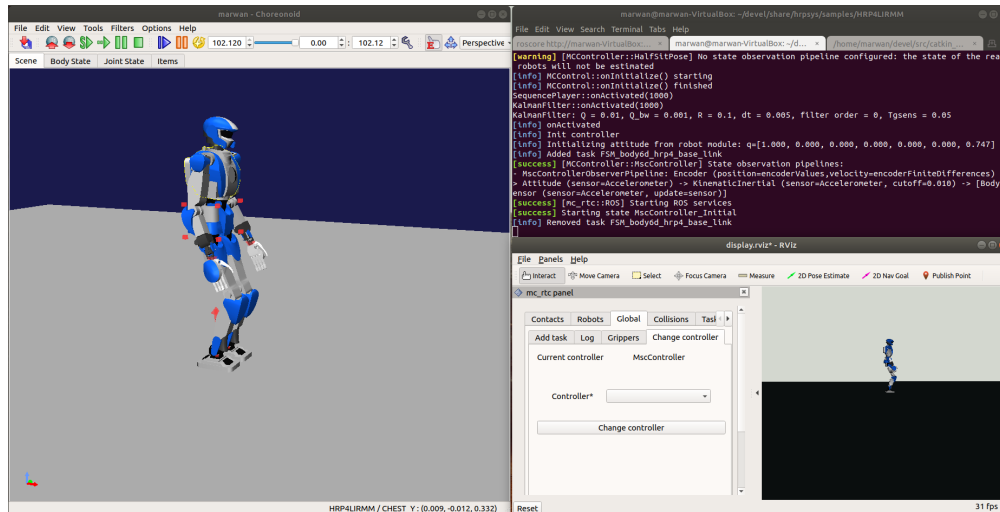 marwan - Choreonoid
File Edit View Tools Filters Options Help
102.120 0.00 : 102.12 Perspective
Scene Body State Joint State Items
HRP4LIRMM / CHEST Y : (0.009, -0.012, 0.332)
marwan@marwan-VirtualBox: ~/devel/share/hrpsys/samples/HRP4LIRMM
File Edit View Search Terminal Tabs Help
roscore http://marwan-VirtualBox:... × marwan@marwan-VirtualBox: ~/d... × /home/marwan/devel/src/catkin_... ×
[warning] [MCController::HalfSitPose] No state observation pipeline configured: the state of the rea
robots will not be estimated
[info] MCControl::onInitialize() starting
[info] MCControl::onInitialize() finished
SequencePlayer::onActivated(1000)
KalmanFilter::onActivated(1000)
KalmanFilter: Q = 0.01, Q_bw = 0.001, R = 0.1, dt = 0.005, filter order = 0, Tgsens = 0.05
[info] onActivated
[info] Init controller
[info] Initializing attitude from robot module: q=[1.000, 0.000, 0.000, 0.000, 0.000, 0.000, 0.747]
[info] Added task FSM_body6d_hrp4_base_link
[success] [MCController::MscController] State observation pipelines:
- MscControllerObserverPipeline: Encoder (position=encoderValues,velocity=encoderFiniteDifferences)
> Attitude (sensor=Accelerometer) -> KinematicInertial (sensor=Accelerometer, cutoff=0.010) -> [Body
ensor (sensor=Accelerometer, update=sensor)]
[success] [mc_rtc::ROS] Starting ROS services
[success] Starting state MscController_Initial
[info] Removed task FSM_body6d_hrp4_base_link
display.rviz* - RViz
File Panels Help
Interact Move Camera Select Focus Camera Measure 2D Pose Estimate 2D Nav Goal Publish Point
mc_rtc panel
Contacts Robots Global Collisions Task
Add task Log Grippers Change controller
Current controller MscController
Controller*
Change controller
Reset
31 fps